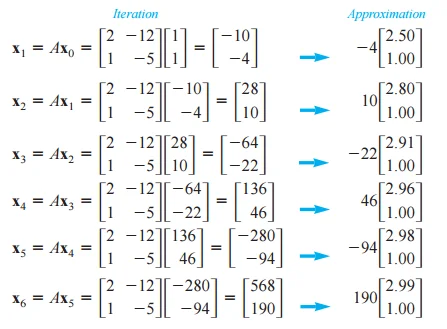 Iteration Approximation
x₁ = Ax₀ = [2 −12; 1 −5][1; 1] = [−10; −4] → −4[2.50; 1.00]
x₂ = Ax₁ = [2 −12; 1 −5][−10; −4] = [28; 10] → 10[2.80; 1.00]
x₃ = Ax₂ = [2 −12; 1 −5][28; 10] = [−64; −22] → −22[2.91; 1.00]
x₄ = Ax₃ = [2 −12; 1 −5][−64; −22] = [136; 46] → 46[2.96; 1.00]
x₅ = Ax₄ = [2 −12; 1 −5][136; 46] = [−280; −94] → −94[2.98; 1.00]
x₆ = Ax₅ = [2 −12; 1 −5][−280; −94] = [568; 190] → 190[2.99; 1.00]